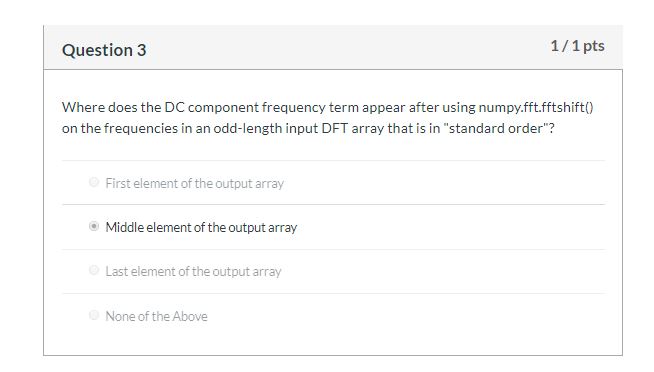 Question 3
1 / 1 pts
Where does the DC component frequency term appear after using numpy.fft.fftshift()
on the frequencies in an odd-length input DFT array that is in "standard order"?
First element of the output array
Middle element of the output array
Last element of the output array
None of the Above